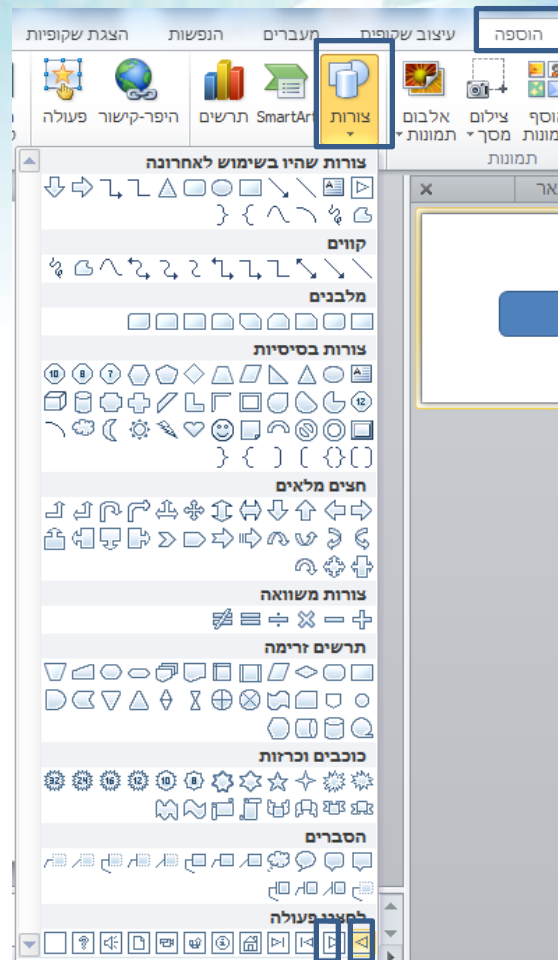 הוספה עיצוב שקופית מעברים הנפשות הצגת שקופיות
אלבום תמונות
צילום מסך
צורות SmartArt תרשים היפר-קישור פעולה
תמונות
צורות שהיו בשימוש לאחרונה
קווים
מלבנים
צורות בסיסיות
חצים מלאים
צורות משוואה
תרשים זרימה
כוכבים וכרזות
הסברים
לחצני פעולה